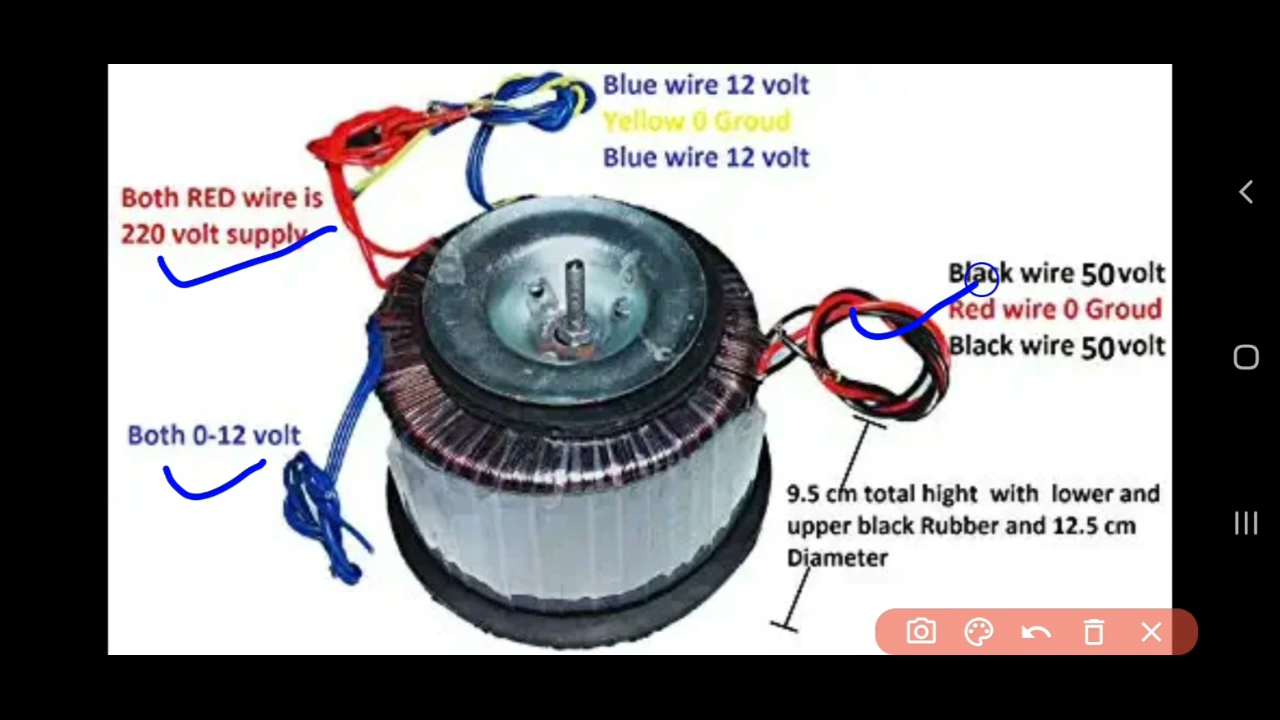 Blue wire 12 volt
Yellow 0 Groud
Blue wire 12 volt
Both RED wire is
220 volt supply
Black wire 50volt
Red wire 0 Groud
Black wire 50volt
Both 0-12 volt
9.5 cm total hight with lower and
upper black Rubber and 12.5 cm
Diameter